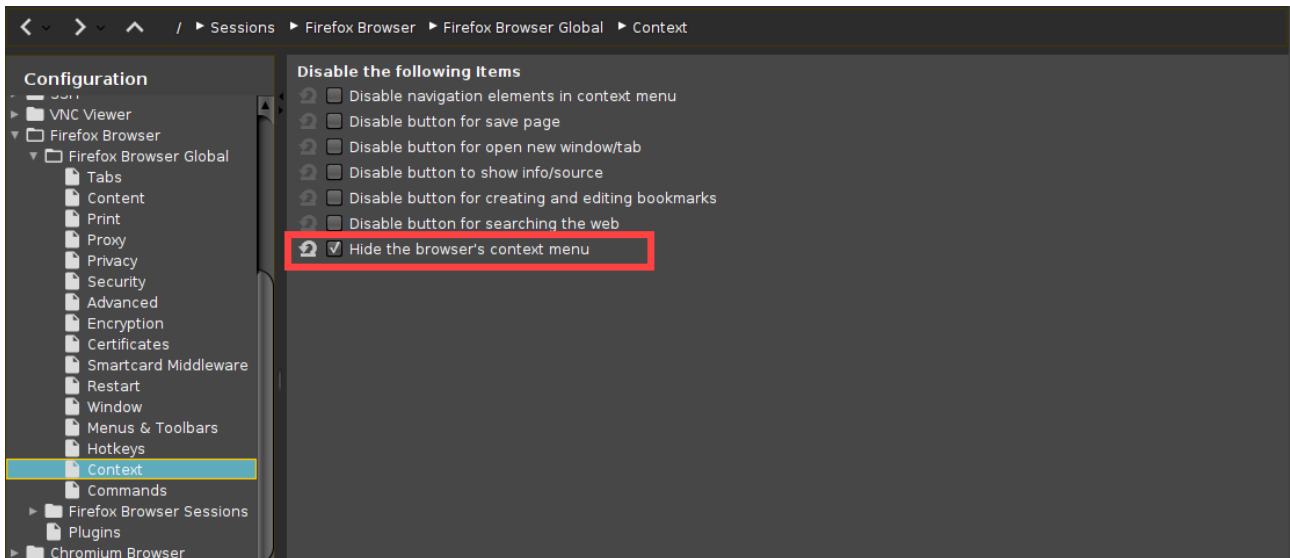 / ▸ Sessions ▸ Firefox Browser ▸ Firefox Browser Global ▸ Context
Configuration
VNC Viewer
Firefox Browser
Firefox Browser Global
Tabs
Content
Print
Proxy
Privacy
Security
Advanced
Encryption
Certificates
Smartcard Middleware
Restart
Window
Menus & Toolbars
Hotkeys
Context
Commands
Firefox Browser Sessions
Plugins
Chromium Browser
Disable the following Items
Disable navigation elements in context menu
Disable button for save page
Disable button for open new window/tab
Disable button to show info/source
Disable button for creating and editing bookmarks
Disable button for searching the web
Hide the browser's context menu